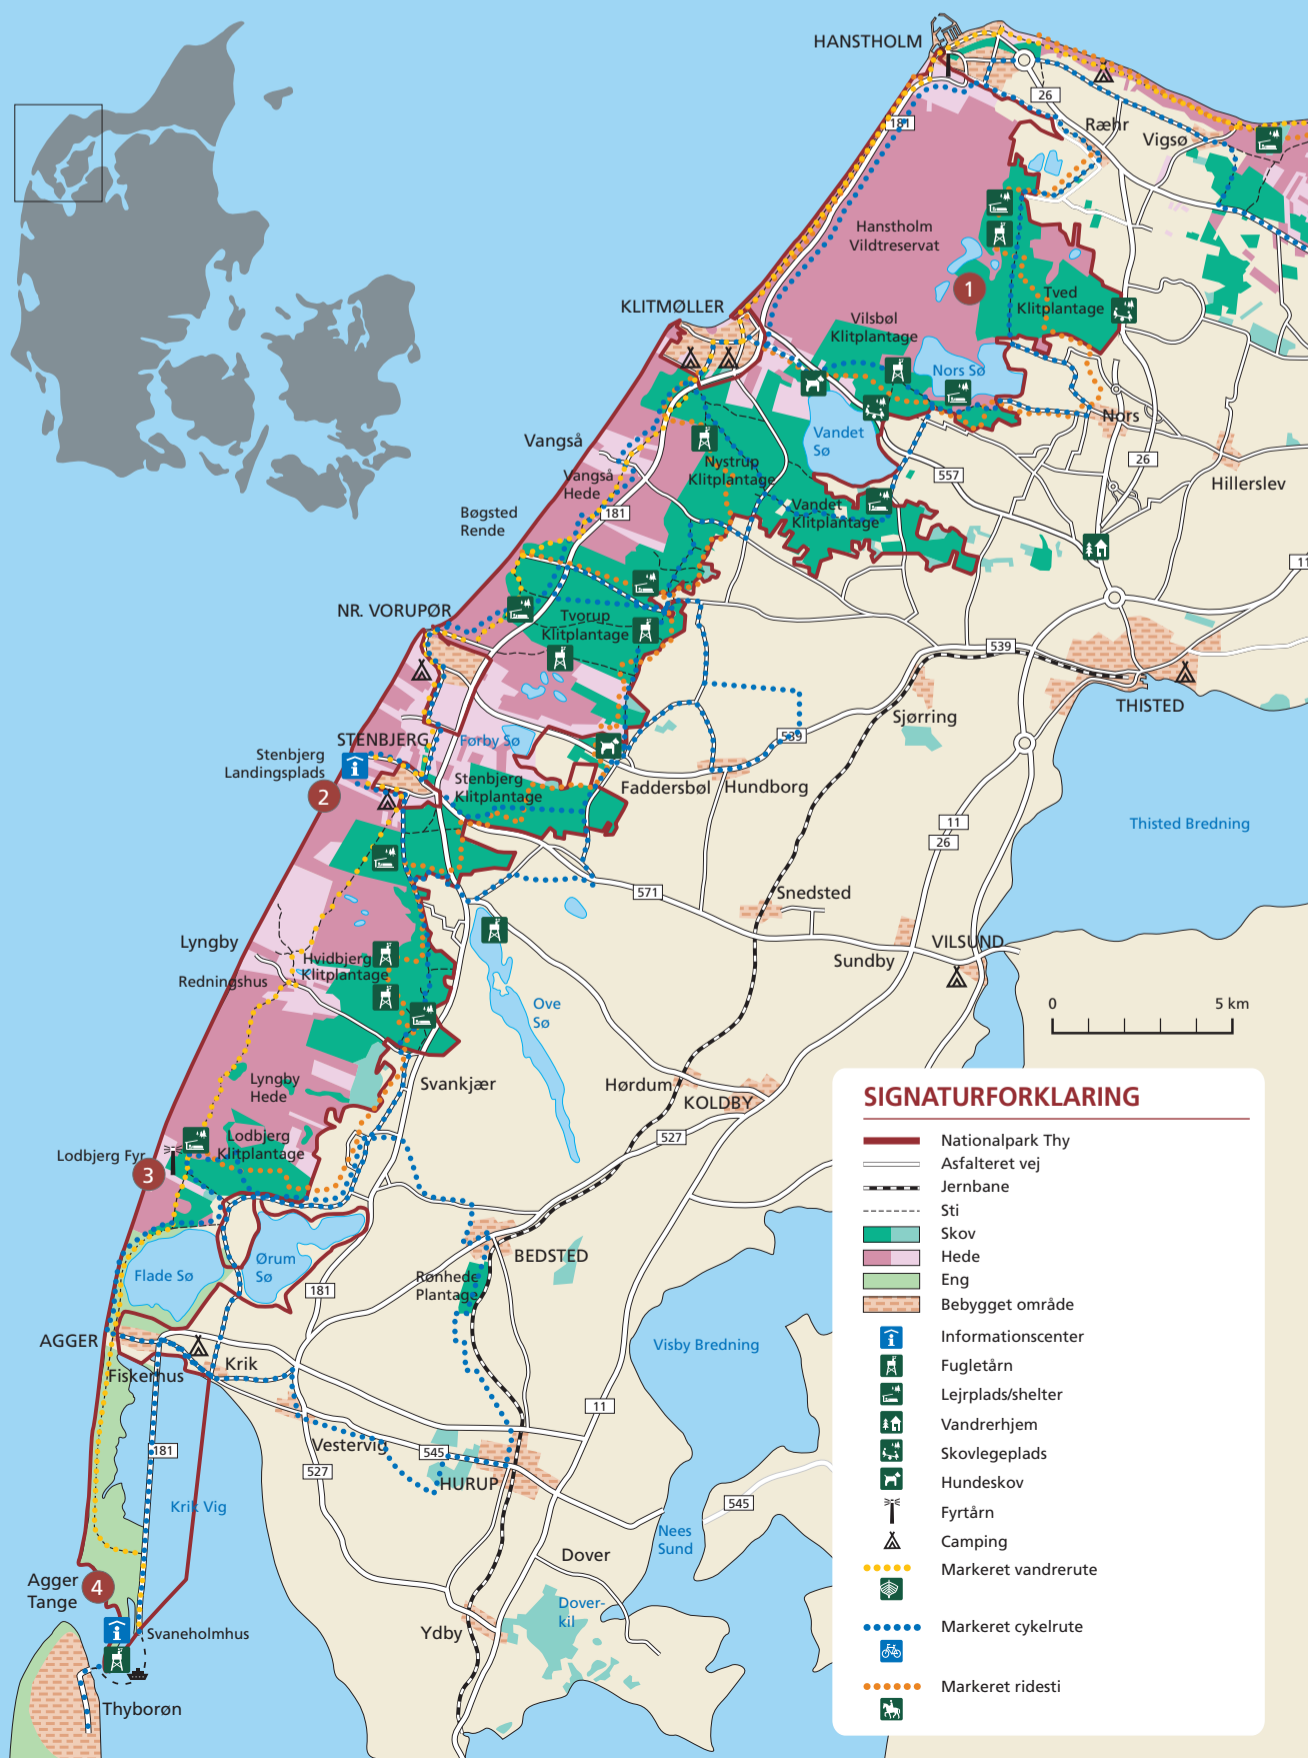 HANSTHOLM
26
181
Ræhr
Vigsø
Hanstholm
Vildtreservat
1
KLITMØLLER
Tved
Klitplantage
Vilsbøl
Klitplantage
Nors Sø
Nors
Vandet
Sø
Vangså
Nystrup
Klitplantage
Vangså
Hede
557
26
Hillerslev
Bøgsted
Rende
181
Vandet
Klitplantage
11
NR. VORUPØR
Tvorup
Klitplantage
539
THISTED
Sjørring
539
STENBJERG
Førby Sø
Stenbjerg
Landingsplads
2
Stenbjerg
Klitplantage
Faddersbøl
Hundborg
11
26
Thisted Bredning
571
Snedsted
Lyngby
VILSUND
Sundby
Hvidbjerg
Klitplantage
Redningshus
Ove
Sø
0
5 km
Lyngby
Hede
Svankjær
Hørdum
KOLDBY
527
Lodbjerg
Klitplantage
Lodbjerg Fyr
3
BEDSTED
Ørum
Sø
Flade Sø
Rønhede
Plantage
181
AGGER
Visby Bredning
Krik
Fiskerhus
11
Vestervig
181
545
527
HURUP
Krik Vig
545
Nees
Sund
Dover
Agger
Tange
4
Dover-
kil
Svaneholmhus
Ydby
Thyborøn
SIGNATURFORKLARING
Nationalpark Thy
Asfalteret vej
Jernbane
Sti
Skov
Hede
Eng
Bebygget område
Informationscenter
Fugletårn
Lejrplads/shelter
Vandrerhjem
Skovlegeplads
Hundeskov
Fyrtårn
Camping
Markeret vandrerute
Markeret cykelrute
Markeret ridesti